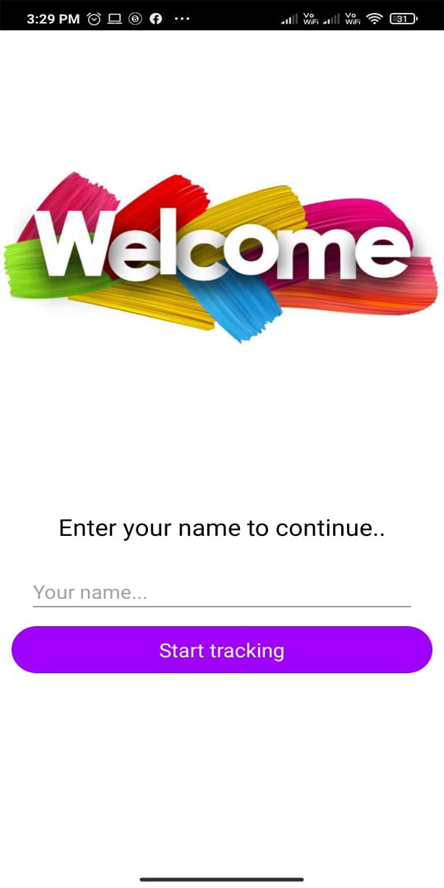 3:29 PM ... Vo WiFi Vo WiFi 31
Welcome
Enter your name to continue..
Your name...
Start tracking